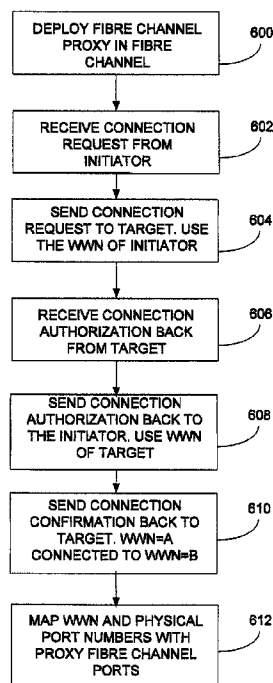 DEPLOY FIBRE CHANNEL
PROXY IN FIBRE
CHANNEL
600
RECEIVE CONNECTION
REQUEST FROM
INITIATOR
602
SEND CONNECTION
REQUEST TO TARGET. USE
THE WWN OF INITIATOR
604
RECEIVE CONNECTION
AUTHORIZATION BACK
FROM TARGET
606
SEND CONNECTION
AUTHORIZATION BACK TO
THE INITIATOR. USE WWN
OF TARGET
608
SEND CONNECTION
CONFIRMATION BACK TO
TARGET. WWN=A
CONNECTED TO WWN=B
610
MAP WWN AND PHYSICAL
PORT NUMBERS WITH
PROXY FIBRE CHANNEL
PORTS
612